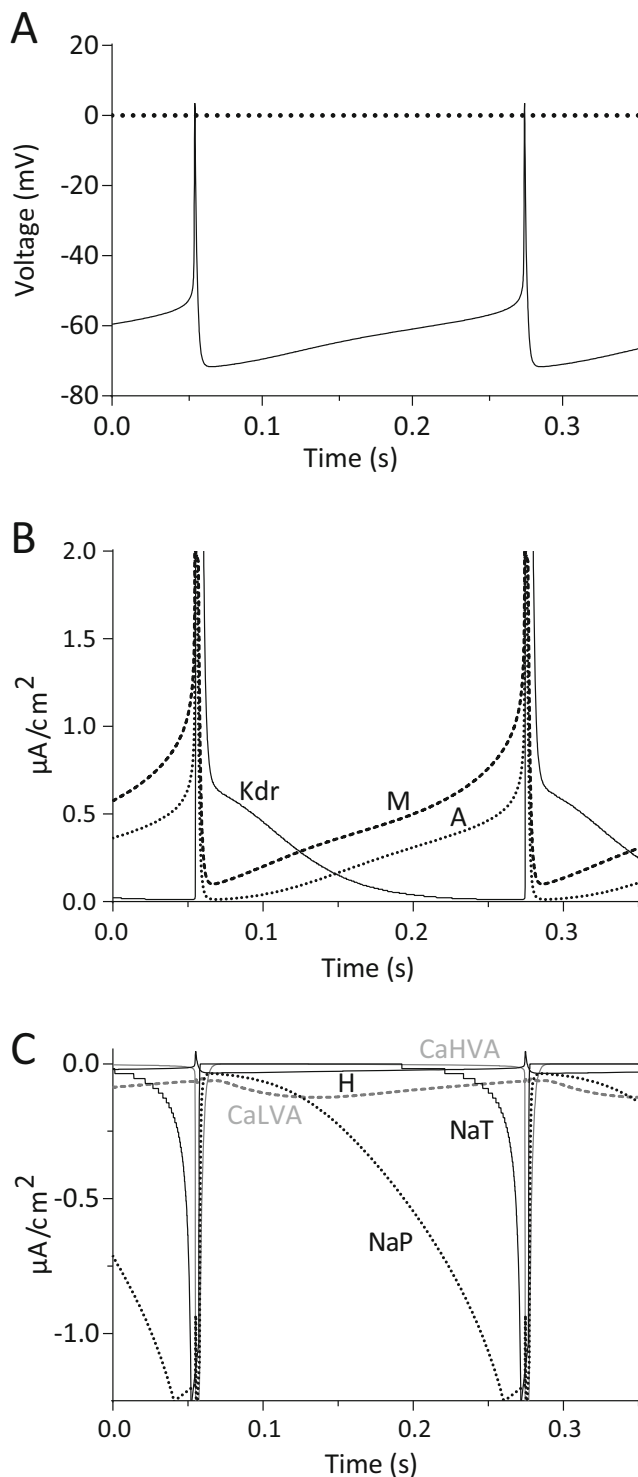 A
20
0
-20
-40
-60
-80
Voltage (mV)
0.0 0.1 0.2 0.3
Time (s)
B
2.0
1.5
1.0
0.5
0.0
µA/cm²
Kdr
M
A
0.0 0.1 0.2 0.3
Time (s)
C
0.0
-0.5
-1.0
µA/cm²
CaHVA
H
CaLVA
NaT
NaP
0.0 0.1 0.2 0.3
Time (s)